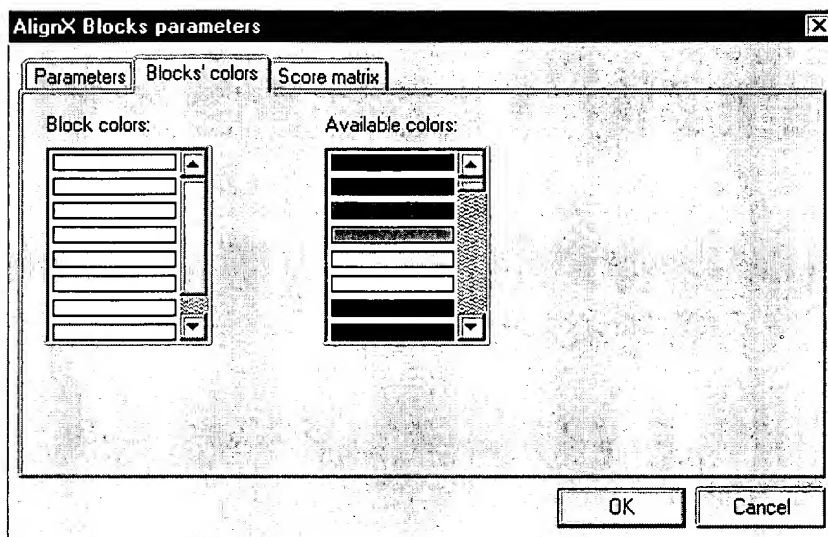 AlignX Blocks parameters
Parameters Blocks' colors Score matrix
Block colors: Available colors:
OK Cancel